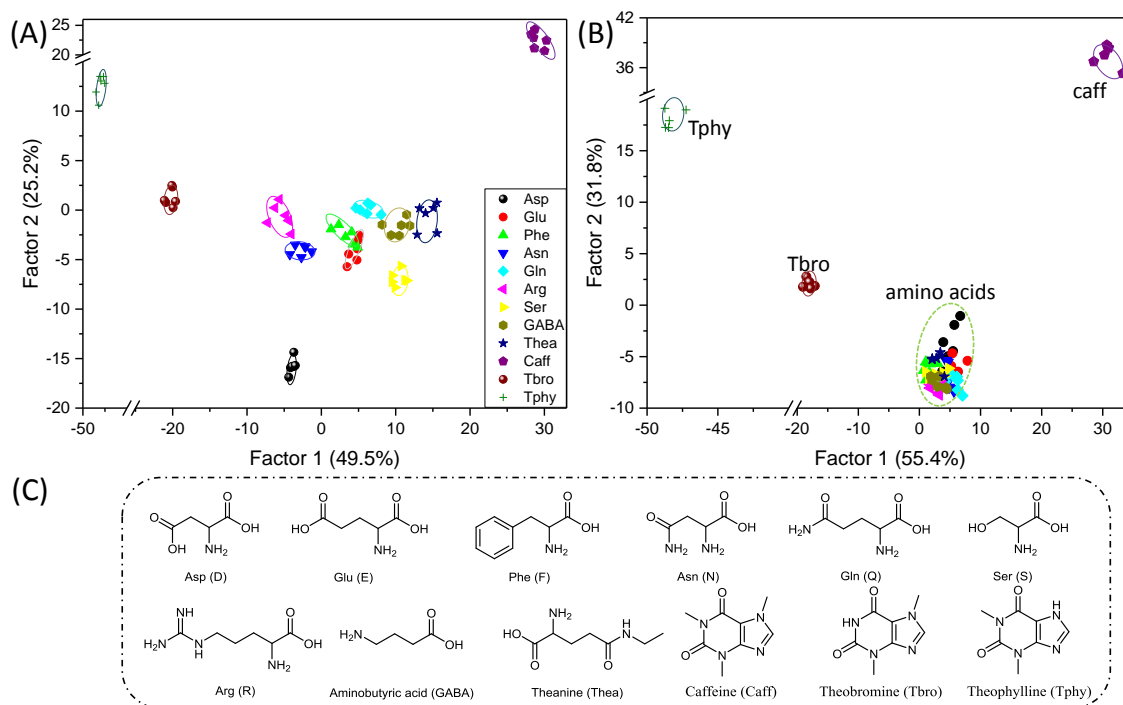 (A)
25
20
10
5
0
-5
-10
-15
-20
-50
-20
-10
0
10
20
30
Factor 2 (25.2%)
Factor 1 (49.5%)
Asp
Glu
Phe
Asn
Gln
Arg
Ser
GABA
Thea
Caff
Tbro
Tphy
(B)
42
36
25
15
5
0
-5
-10
-50
-45
-20
-10
0
10
20
30
Factor 2 (31.8%)
Factor 1 (55.4%)
caff
Tphy
Tbro
amino acids
(C)
O O
O OH
OH NH2
Asp (D)
O O
HO OH
NH2
Glu (E)
O
OH
NH2
Phe (F)
O O
OH
NH2 NH2
Asn (N)
O O
H2N OH
NH2
Gln (Q)
O
HO OH
NH2
Ser (S)
NH O
NH2 N OH
H NH2
Arg (R)
O
H2N OH
Aminobutyric acid (GABA)
NH2
HO H
N
O O
Theanine (Thea)
O
N N
O N N
Caffeine (Caff)
O
HN N
O N N
Theobromine (Tbro)
O H
N N
O N N
Theophylline (Tphy)